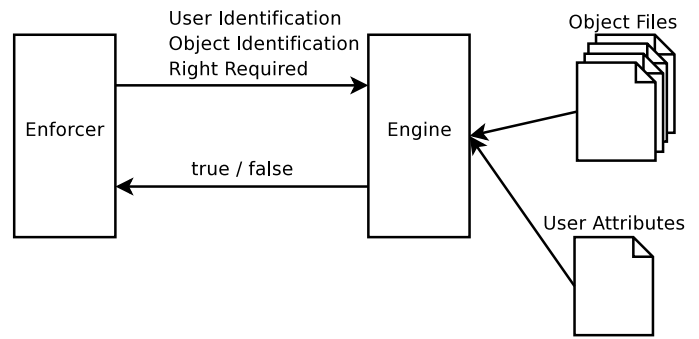 User Identification
Object Identification
Right Required
Object Files
Enforcer
Engine
true / false
User Attributes